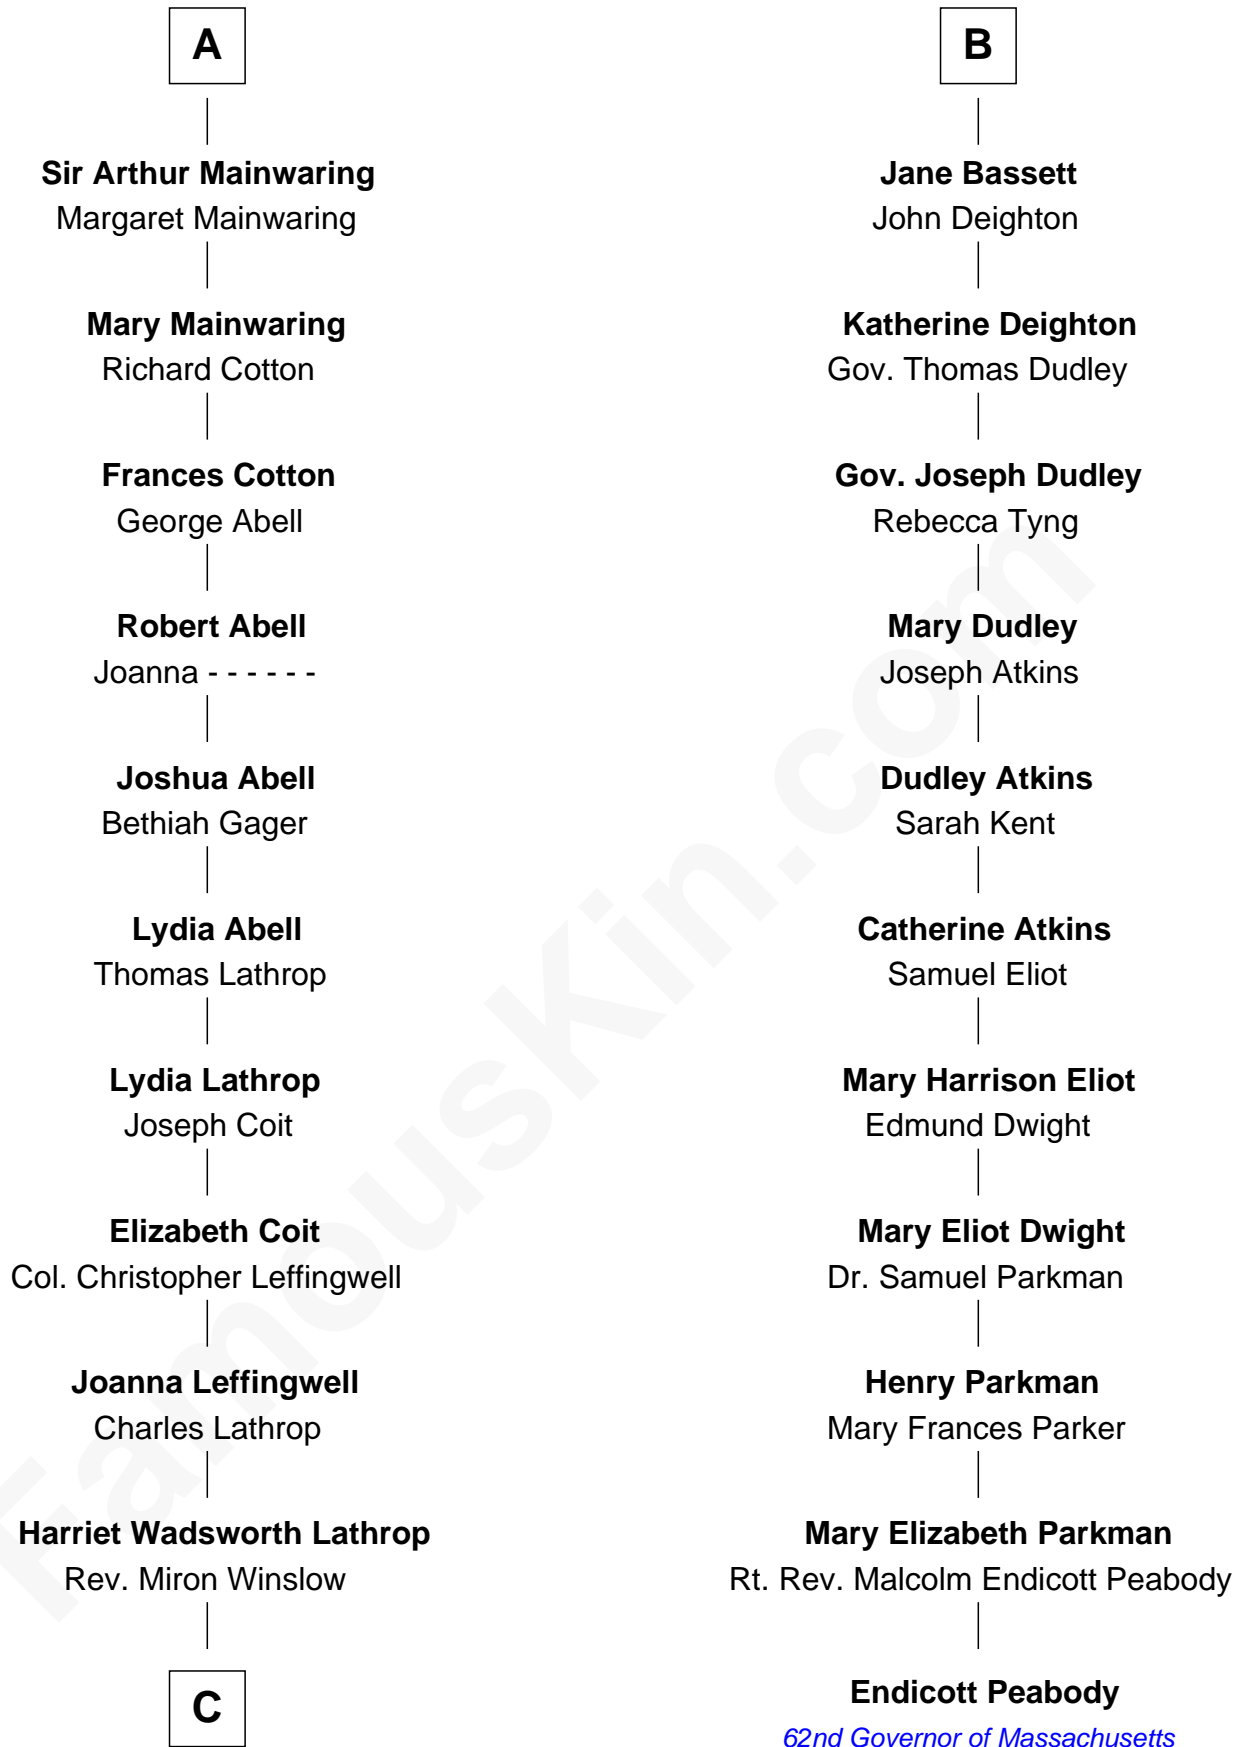 A
Sir Arthur Mainwaring
Margaret Mainwaring
Mary Mainwaring
Richard Cotton
Frances Cotton
George Abell
Robert Abell
Joanna - - - - - -
Joshua Abell
Bethiah Gager
Lydia Abell
Thomas Lathrop
Lydia Lathrop
Joseph Coit
Elizabeth Coit
Col. Christopher Leffingwell
Joanna Leffingwell
Charles Lathrop
Harriet Wadsworth Lathrop
Rev. Miron Winslow
C
B
Jane Bassett
John Deighton
Katherine Deighton
Gov. Thomas Dudley
Gov. Joseph Dudley
Rebecca Tyng
Mary Dudley
Joseph Atkins
Dudley Atkins
Sarah Kent
Catherine Atkins
Samuel Eliot
Mary Harrison Eliot
Edmund Dwight
Mary Eliot Dwight
Dr. Samuel Parkman
Henry Parkman
Mary Frances Parker
Mary Elizabeth Parkman
Rt. Rev. Malcolm Endicott Peabody
Endicott Peabody
62nd Governor of Massachusetts
FamousKin.com